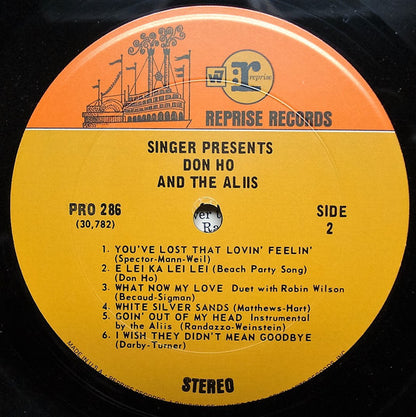 W7 r reprise
REPRISE RECORDS
SINGER PRESENTS
DON HO
AND THE ALIIS
PRO 286
(30,782)
SIDE
2
1. YOU'VE LOST THAT LOVIN' FEELIN'
(Spector-Mann-Weil)
2. E LEI KA LEI LEI (Beach Party Song)
(Don Ho)
3. WHAT NOW MY LOVE Duet with Robin Wilson
(Becaud-Sigman)
4. WHITE SILVER SANDS (Matthews-Hart)
5. GOIN' OUT OF MY HEAD Instrumental
by the Aliis (Randazzo-Weinstein)
6. I WISH THEY DIDN'T MEAN GOODBYE
(Darby-Turner)
STEREO
MADE IN U.S.A.